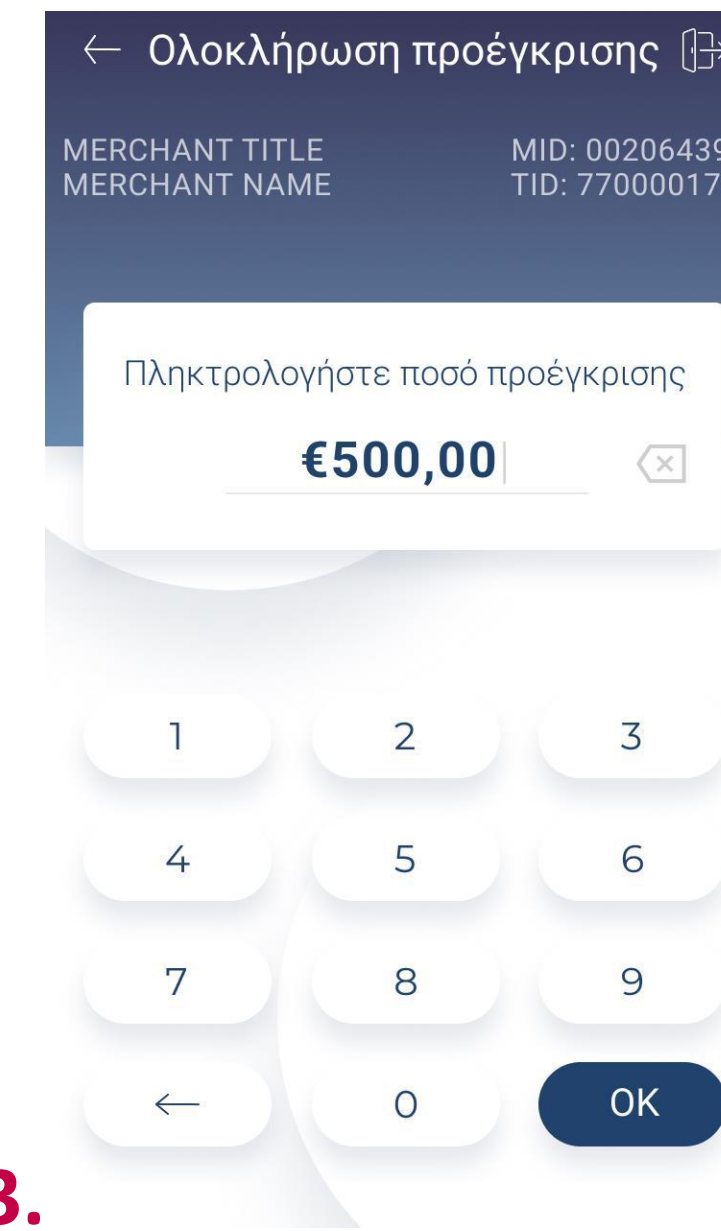 Ολοκλήρωση προέγκρισης
MERCHANT TITLE
MID: 00206439
MERCHANT NAME
TID: 77000017
Πληκτρολογήστε ποσό προέγκρισης
€500,00
1 2 3
4 5 6
7 8 9
0 OK
3.